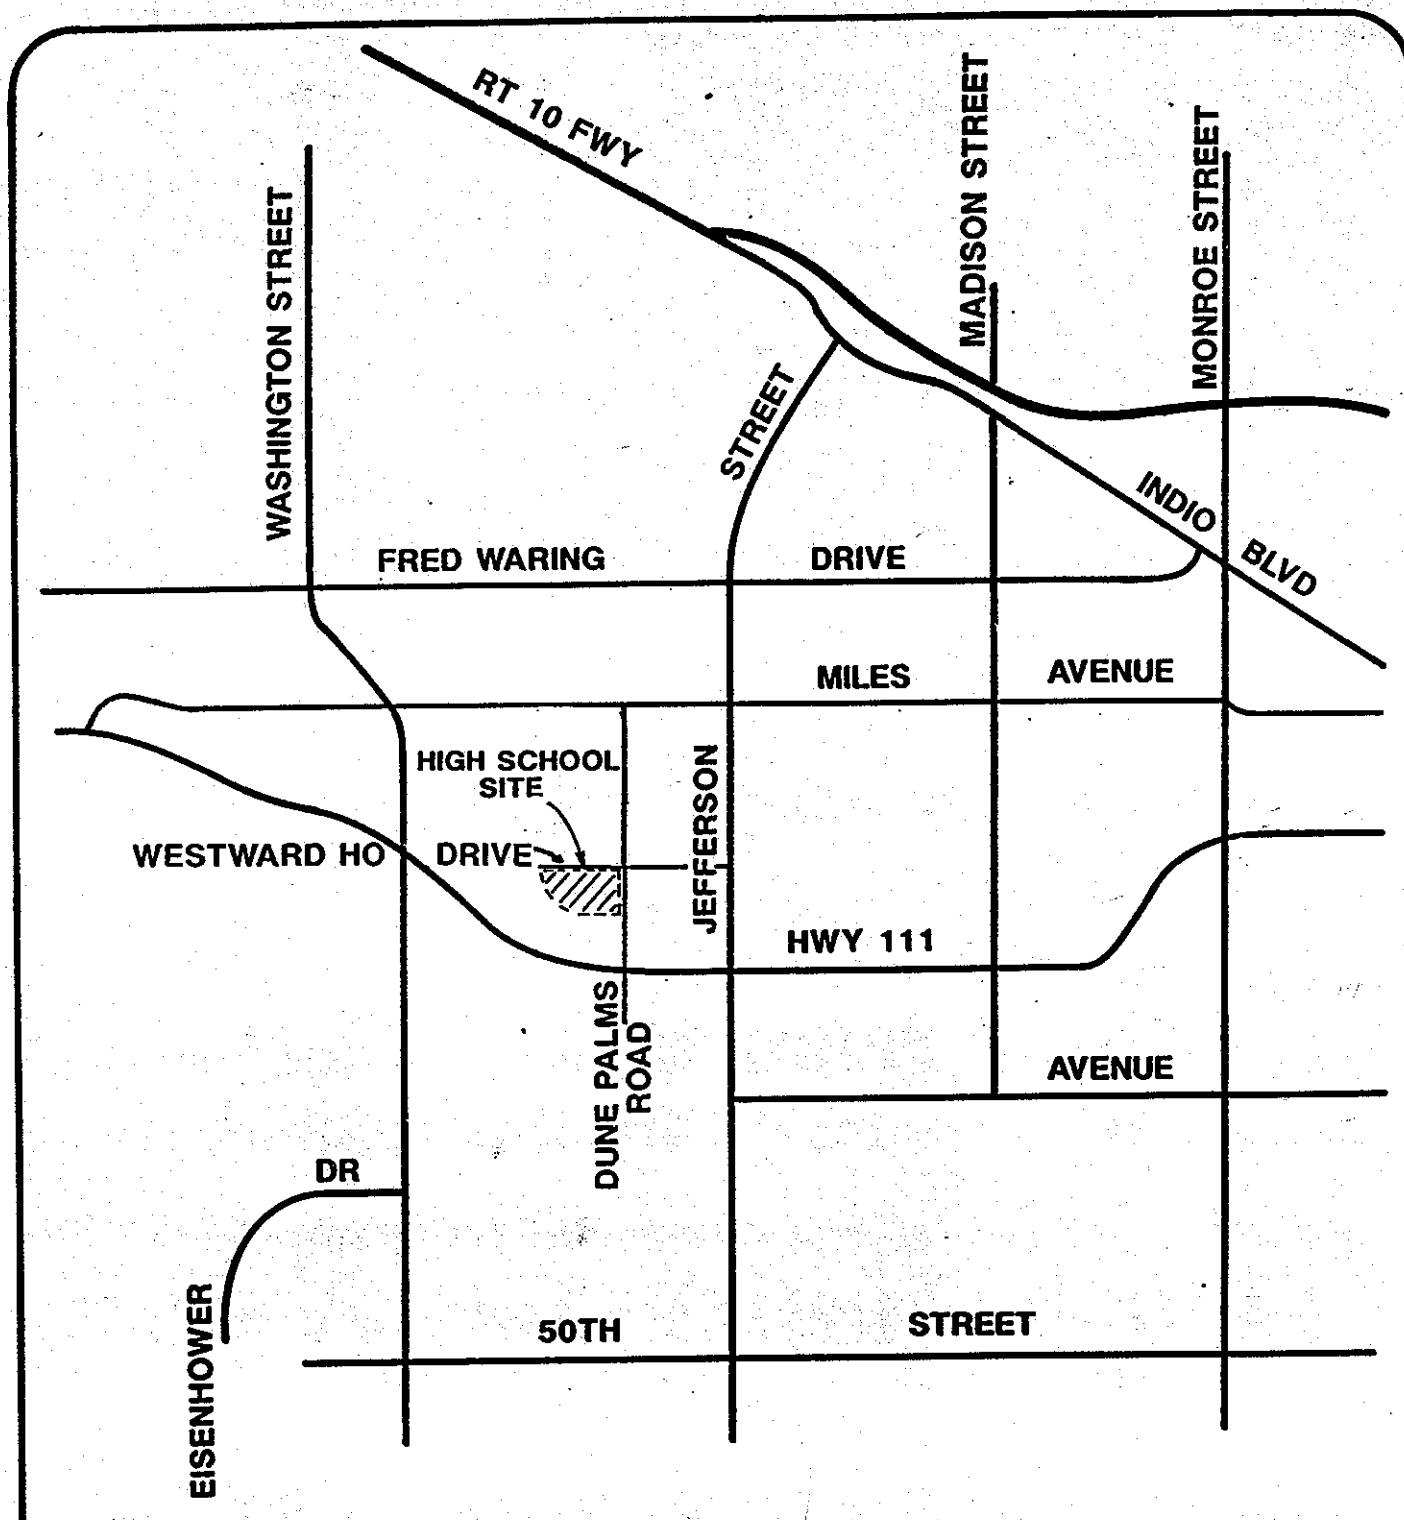 RT 10 FWY
MADISON STREET
MONROE STREET
WASHINGTON STREET
STREET
INDIO BLVD
FRED WARING DRIVE
MILES AVENUE
HIGH SCHOOL
SITE
JEFFERSON
WESTWARD HO DRIVE
HWY 111
DUNE PALMS
ROAD
AVENUE
DR
EISENHOWER
50TH STREET